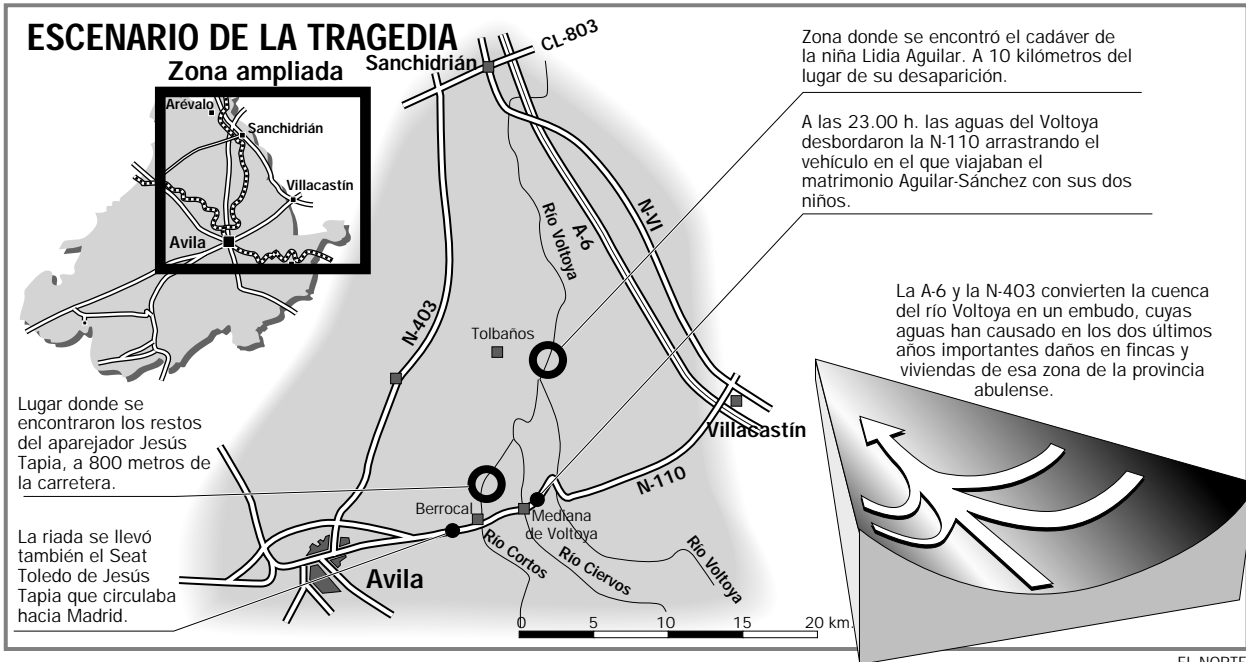 ESCENARIO DE LA TRAGEDIA
Zona ampliada
Arévalo
Sanchidrián
Villacastín
Avila
Sanchidrián
CL-803
N-VI
A-6
Río Voltoya
N-403
Tolbaños
Villacastín
N-110
Berrocal
Mediana
de Voltoya
Río Cortos
Río Ciervos
Río Voltoya
Avila
0 5 10 15 20 km.
Zona donde se encontró el cadáver de
la niña Lidia Aguilar. A 10 kilómetros del
lugar de su desaparición.
A las 23.00 h. las aguas del Voltoya
desbordaron la N-110 arrastrando el
vehículo en el que viajaban el
matrimonio Aguilar-Sánchez con sus dos
niños.
La A-6 y la N-403 convierten la cuenca
del río Voltoya en un embudo, cuyas
aguas han causado en los dos últimos
años importantes daños en fincas y
viviendas de esa zona de la provincia
abulense.
Lugar donde se
encontraron los restos
del aparejador Jesús
Tapia, a 800 metros de
la carretera.
La riada se llevó
también el Seat
Toledo de Jesús
Tapia que circulaba
hacia Madrid.
EL NORTE